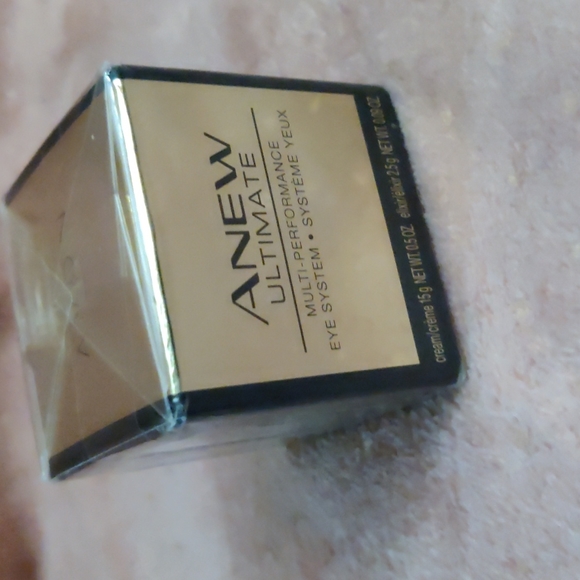 ANEW
ULTIMATE
MULTI-PERFORMANCE
EYE SYSTEM • SYSTÈME YEUX
cream/crème 15 g NET WT. 0.5 OZ elixir/élixir 2.5 g NET WT. 0.09 OZ